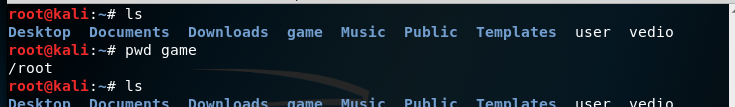 root@kali:~# ls
Desktop  Documents  Downloads  game  Music  Public  Templates  user  vedio
root@kali:~# pwd game
/root
root@kali:~# ls
Desktop  Documents  Downloads  game  Music  Public  Templates  user  vedio